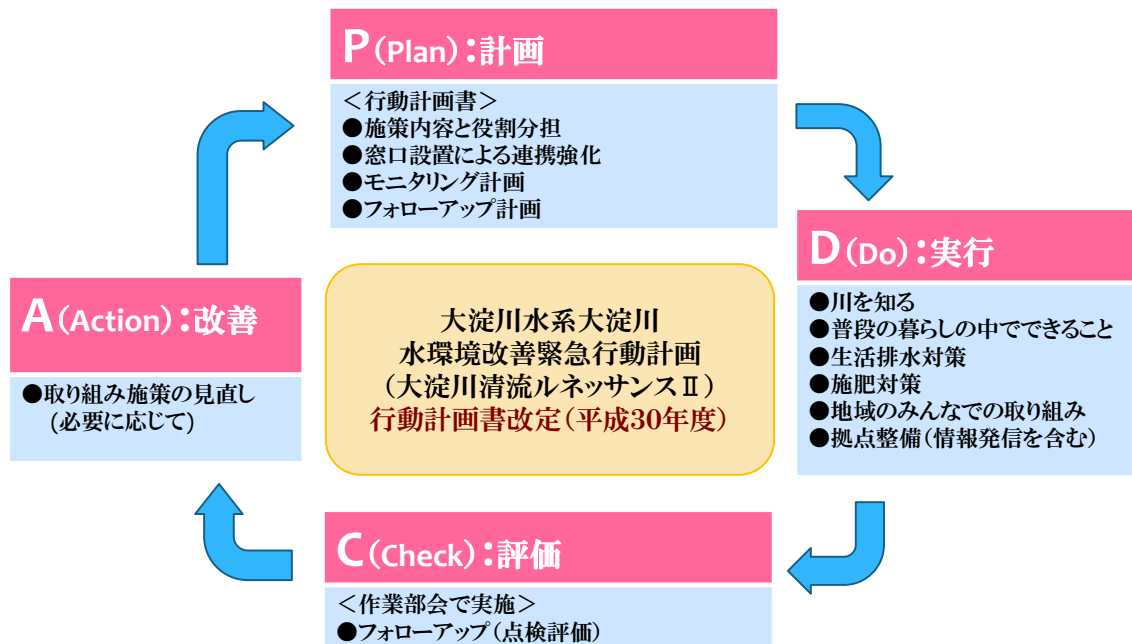 P(Plan):計画
<行動計画書>
●施策内容と役割分担
●窓口設置による連携強化
●モニタリング計画
●フォローアップ計画
D(Do):実行
●川を知る
●普段の暮らしの中でできること
●生活排水対策
●施肥対策
●地域のみんなでの取り組み
●拠点整備(情報発信を含む)
A(Action):改善
●取り組み施策の見直し
(必要に応じて)
大淀川水系大淀川
水環境改善緊急行動計画
(大淀川清流ルネッサンスⅡ)
行動計画書改定(平成30年度)
C(Check):評価
<作業部会で実施>
●フォローアップ(点検評価)